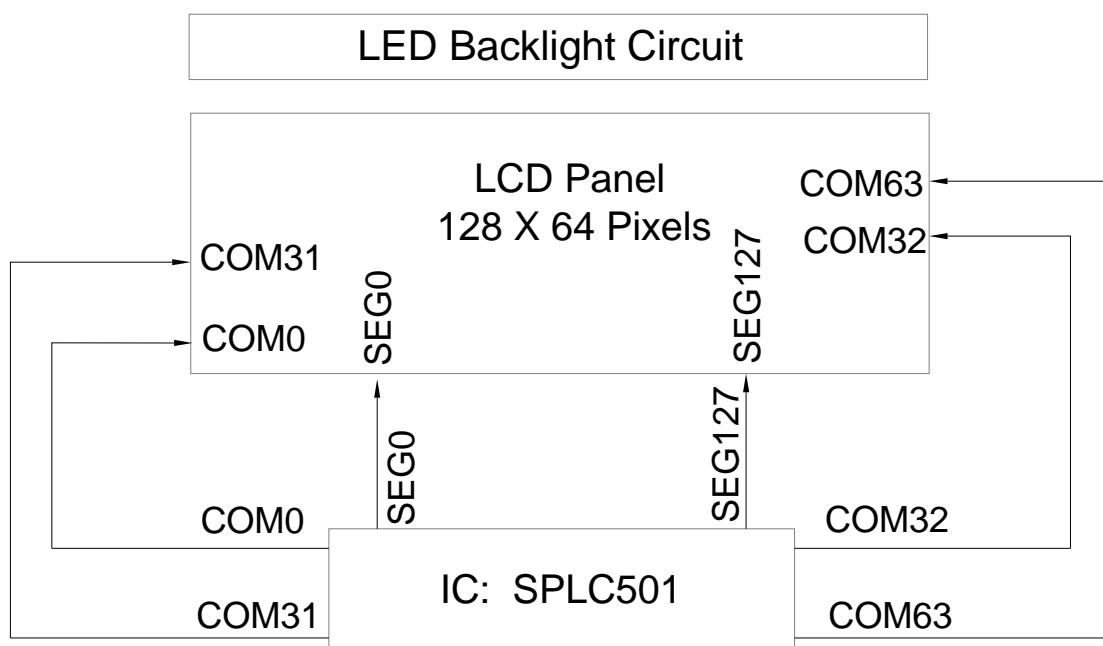 LED Backlight Circuit
LCD Panel
128 X 64 Pixels
COM63
COM32
COM31
COM0
SEG0
SEG127
SEG0
SEG127
COM0
COM32
IC: SPLC501
COM31
COM63